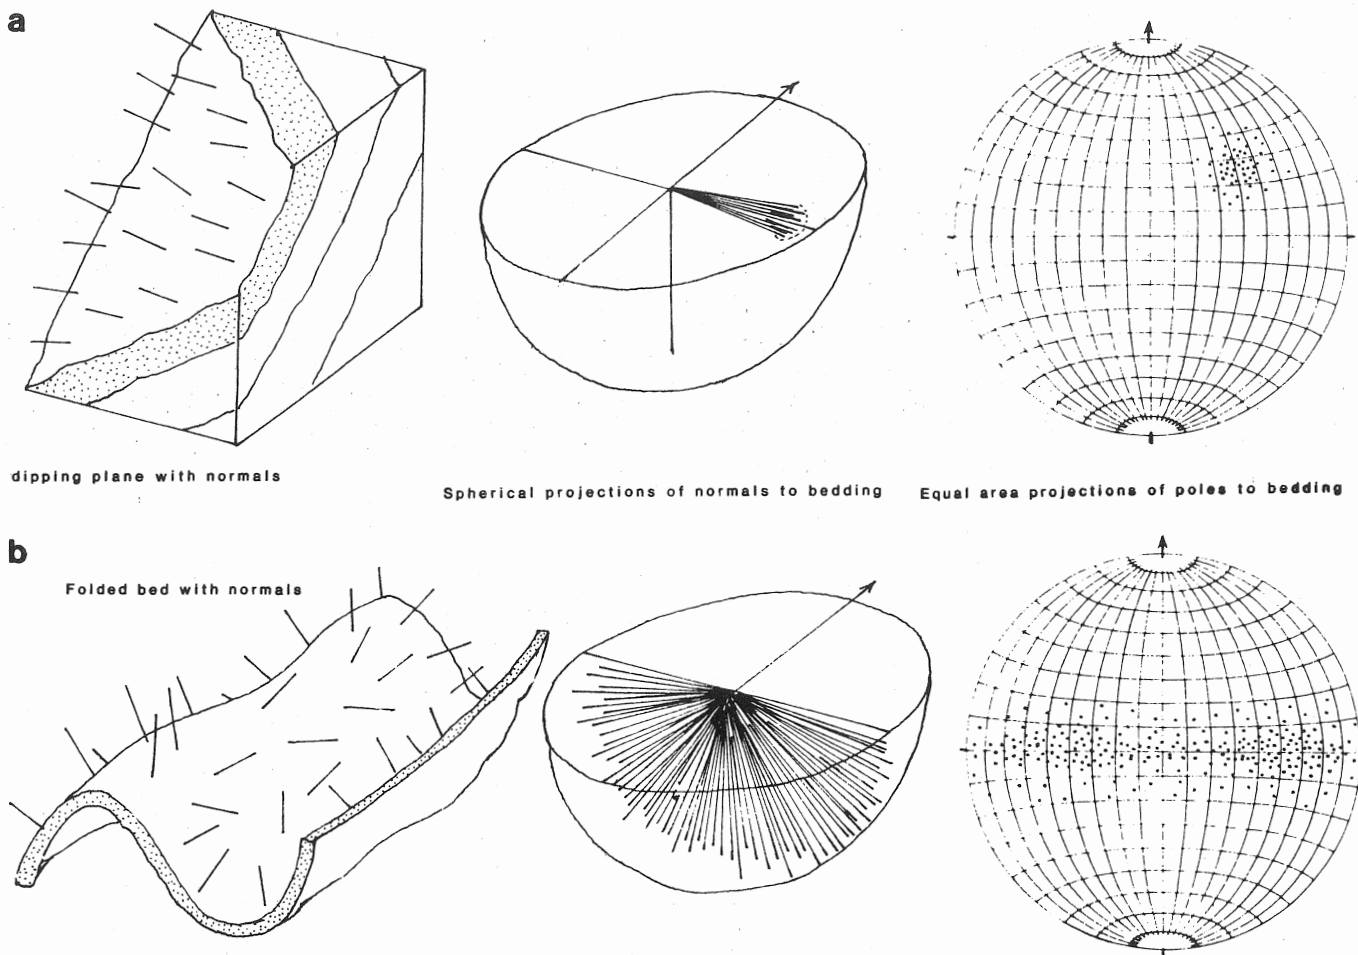 a
dipping plane with normals
Spherical projections of normals to bedding
Equal area projections of poles to bedding
b
Folded bed with normals